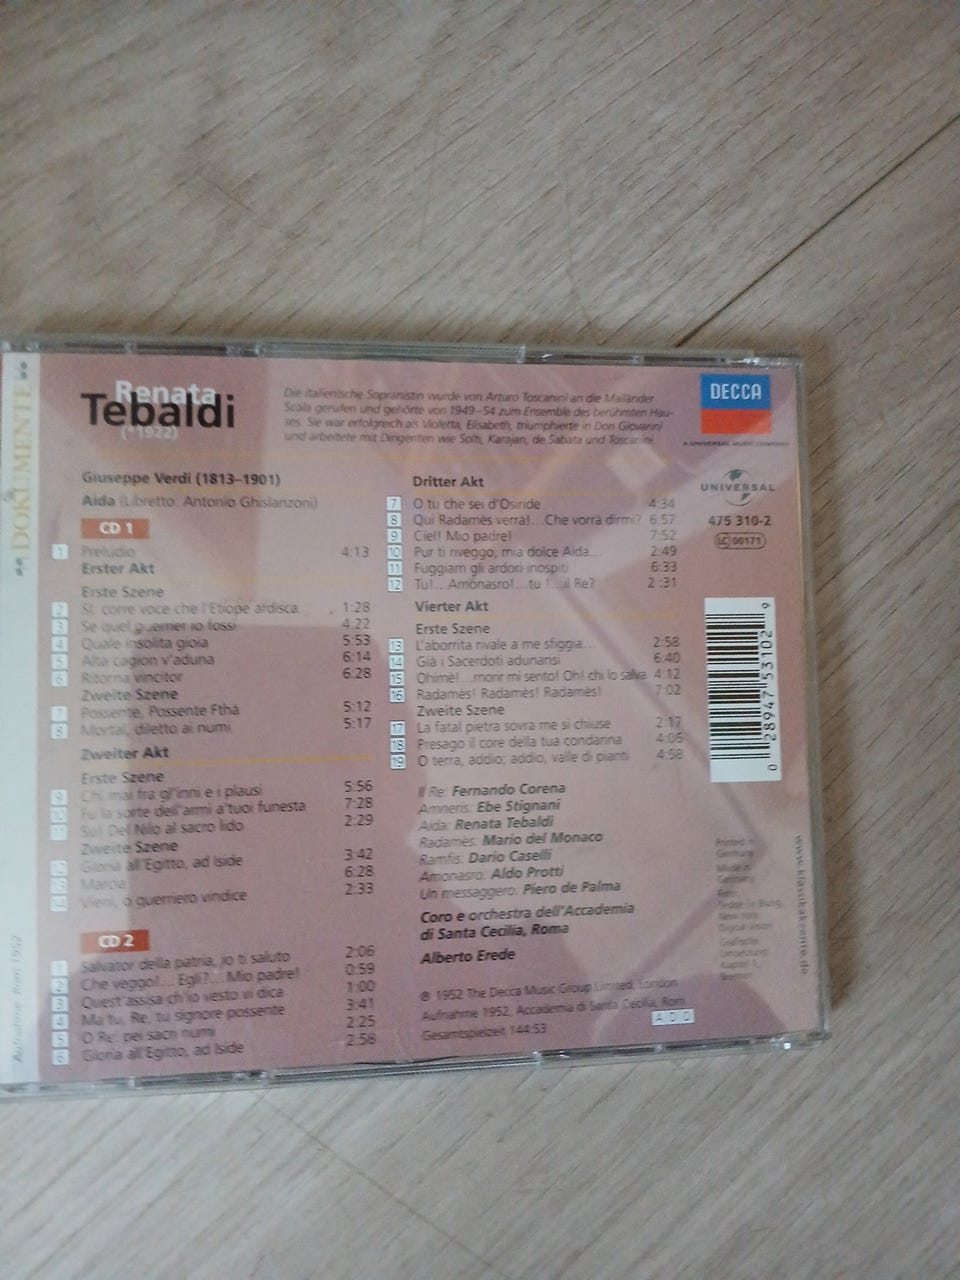 DOKUMENTE
Aufnahme: Rom 1952
Renata
Tebaldi
(*1922)
Die italienische Sopranistin wurde von Arturo Toscanini an die Mailänder
Scala gerufen und gehörte von 1949–54 zum Ensemble des berühmten Hau-
ses. Sie war erfolgreich als Violetta, Elisabeth, triumphierte in Don Giovanni
und arbeitete mit Dirigenten wie Solti, Karajan, de Sabata und Toscanini.
Giuseppe Verdi (1813–1901)
Aida (Libretto: Antonio Ghislanzoni)
CD 1
1 Preludio 4:13
Erster Akt
Erste Szene
2 Sì: corre voce che l'Etiope ardisca... 1:28
3 Se quel guerrier io fossi 4:22
4 Quale insolita gioia 5:53
5 Alta cagion v'aduna 6:14
6 Ritorna vincitor 6:28
Zweite Szene
7 Possente, Possente Fthà 5:12
8 Mortal, diletto ai numi 5:17
Zweiter Akt
Erste Szene
9 Chi mai fra gl'inni e i plausi 5:56
10 Fu la sorte dell'armi a'tuoi funesta 7:28
11 Su! Del Nilo al sacro lido 2:29
Zweite Szene
12 Gloria all'Egitto, ad Iside 3:42
13 Marcia 6:28
14 Vieni, o guerriero vindice 2:33
CD 2
1 Salvator della patria, io ti saluto 2:06
2 Che veggo!... Egli?... Mio padre! 0:59
3 Quest'assisa ch'io vesto vi dica 1:00
4 Ma tu, Re, tu signore possente 3:41
5 O Re: pei sacri numi 2:25
6 Gloria all'Egitto, ad Iside 2:58
Dritter Akt
7 O tu che sei d'Osiride 4:34
8 Qui Radamès verrà!...Che vorrà dirmi? 6:57
9 Ciel! Mio padre! 7:52
10 Pur ti riveggo, mia dolce Aida... 2:49
11 Fuggiam gli ardori inospiti 6:33
12 Tu!...Amonasro!...tu !...il Re? 2:31
Vierter Akt
Erste Szene
13 L'aborrita rivale a me sfiggia... 2:58
14 Già i Sacerdoti adunansi 6:40
15 Ohimè!...morir mi sento! Oh! chi lo salva 4:12
16 Radamès! Radamès! Radamès! 7:02
Zweite Szene
17 La fatal pietra sovra me si chiuse 2:17
18 Presago il core della tua condanna 4:05
19 O terra, addio; addio, valle di pianti 4:58
Il Re: Fernando Corena
Amneris: Ebe Stignani
Aida: Renata Tebaldi
Radamès: Mario del Monaco
Ramfis: Dario Caselli
Amonasro: Aldo Protti
Un messaggero: Piero de Palma
Coro e orchestra dell'Accademia
di Santa Cecilia, Roma
Alberto Erede
℗ 1952 The Decca Music Group Limited, London
Aufnahme 1952, Accademia di Santa Cecilia, Rom
Gesamtspielzeit 144:53
ADD
DECCA
A UNIVERSAL MUSIC COMPANY
UNIVERSAL
475 310-2
LC 00171
0 28947 53102 9
Printed in
Germany
Made in
Germany
Foto:
Digital Vision
Grafische
Umsetzung:
www.klassikakzente.de